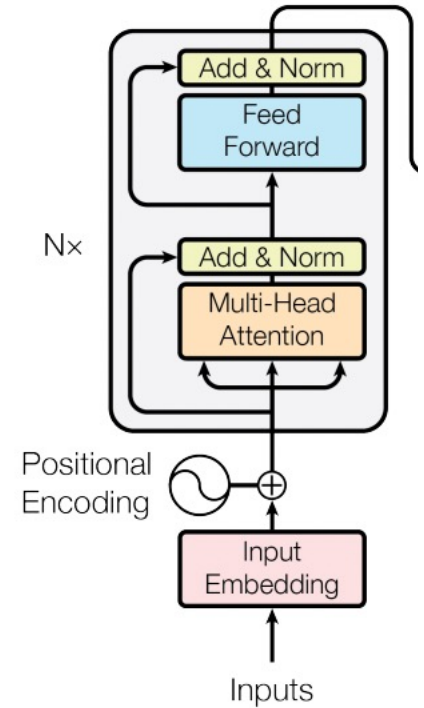 Add & Norm
Feed
Forward
N×
Add & Norm
Multi-Head
Attention
Positional
Encoding
Input
Embedding
Inputs